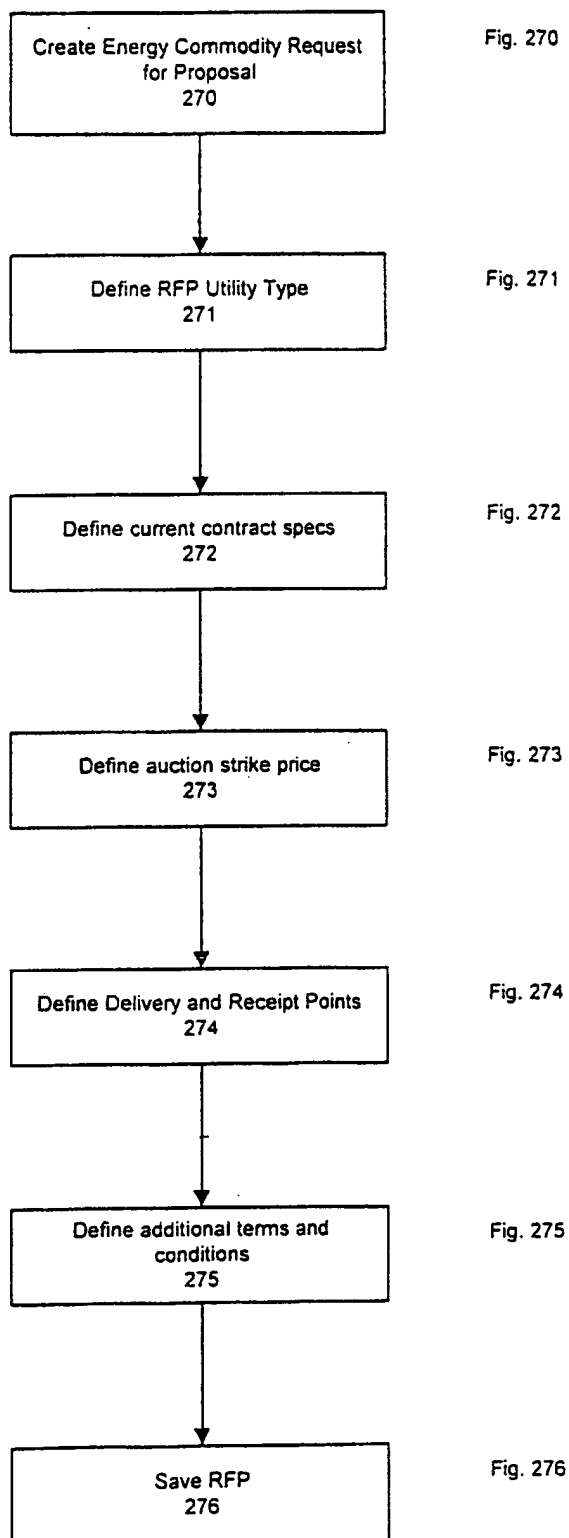 Create Energy Commodity Request
for Proposal
270
Fig. 270
Define RFP Utility Type
271
Fig. 271
Define current contract specs
272
Fig. 272
Define auction strike price
273
Fig. 273
Define Delivery and Receipt Points
274
Fig. 274
Define additional terms and
conditions
275
Fig. 275
Save RFP
276
Fig. 276